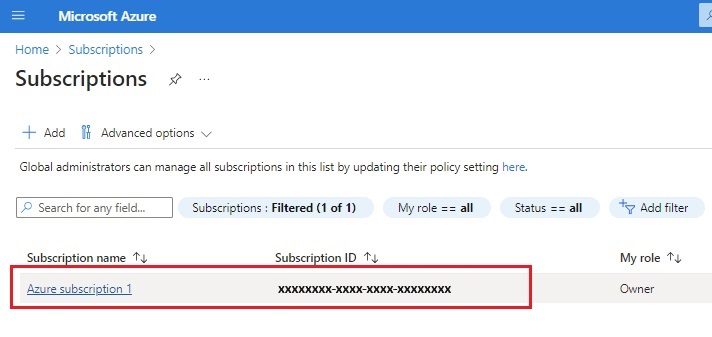 Microsoft Azure
Home > Subscriptions >
Subscriptions ...
+ Add Advanced options
Global administrators can manage all subscriptions in this list by updating their policy setting here.
Search for any field... Subscriptions : Filtered (1 of 1) My role == all Status == all Add filter
Subscription name ↑↓ Subscription ID ↑↓ My role ↑↓
Azure subscription 1 xxxxxxxx-xxxx-xxxx-xxxxxxxx Owner